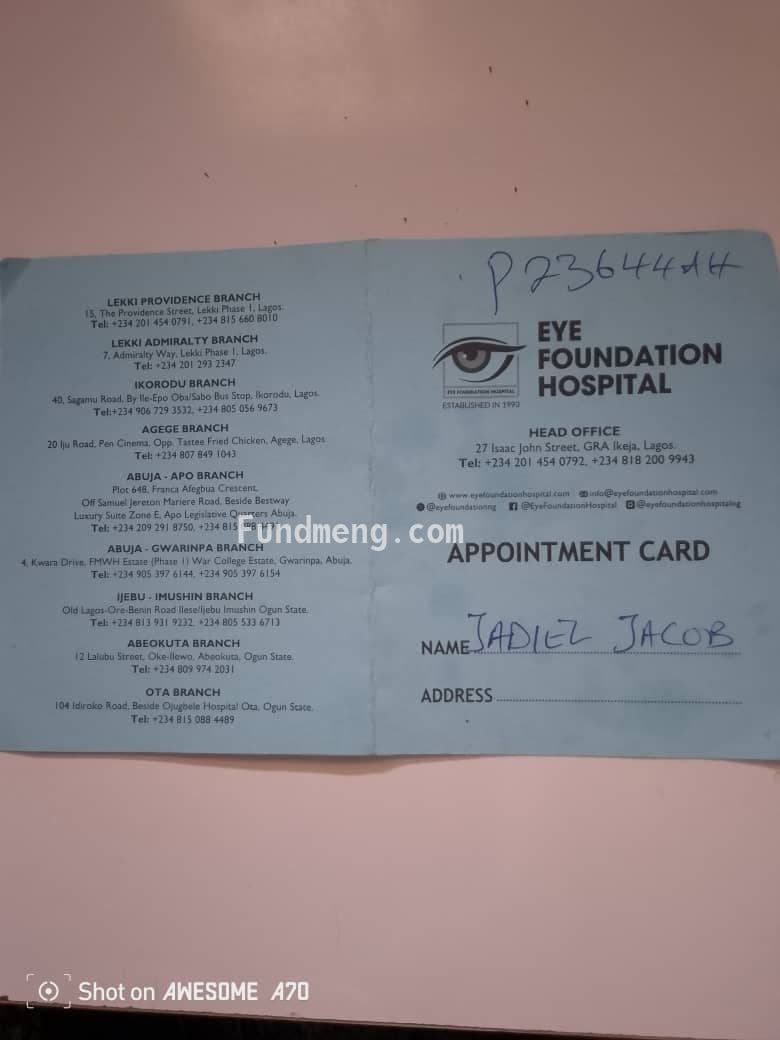 LEKKI PROVIDENCE BRANCH
15, The Providence Street, Lekki Phase 1, Lagos.
Tel: +234 201 454 0791, +234 815 660 8010
LEKKI ADMIRALTY BRANCH
7, Admiralty Way, Lekki Phase 1, Lagos.
Tel: +234 201 293 2347
IKORODU BRANCH
40, Sagamu Road, By Ile-Epo Oba/Sabo Bus Stop, Ikorodu, Lagos.
Tel:+234 906 729 3532, +234 805 056 9673
AGEGE BRANCH
20 Iju Road, Pen Cinema, Opp. Tastee Fried Chicken, Agege, Lagos
Tel: +234 807 849 1043
ABUJA - APO BRANCH
Plot 648, Franca Afegbua Crescent,
Off Samuel Jereton Mariere Road, Beside Bestway
Luxury Suite Zone E, Apo Legislative Quarters Abuja.
Tel: +234 209 291 8750, +234 815
ABUJA - GWARINPA BRANCH
4, Kwara Drive, FMWH Estate (Phase 1) War College Estate, Gwarinpa, Abuja.
Tel: +234 905 397 6144, +234 905 397 6154
IJEBU - IMUSHIN BRANCH
Old Lagos-Ore-Benin Road Ilese/Ijebu Imushin Ogun State.
Tel: +234 813 931 9232, +234 805 533 6713
ABEOKUTA BRANCH
12 Lalubu Street, Oke-Ilewo, Abeokuta, Ogun State.
Tel: +234 809 974 2031
OTA BRANCH
104 Idiroko Road, Beside Ojugbele Hospital Ota, Ogun State.
Tel: +234 815 088 4489
P23644AH
EYE
FOUNDATION
HOSPITAL
EYE FOUNDATION HOSPITAL
ESTABLISHED IN 1993
HEAD OFFICE
27 Isaac John Street, GRA Ikeja, Lagos.
Tel: +234 201 454 0792, +234 818 200 9943
www.eyefoundationhospital.com info@eyefoundationhospital.com
@eyefoundationng @EyeFoundationHospital @eyefoundationhospitalng
APPOINTMENT CARD
NAME JADIEL JACOB
ADDRESS
Fundmeng.com
Shot on AWESOME A70